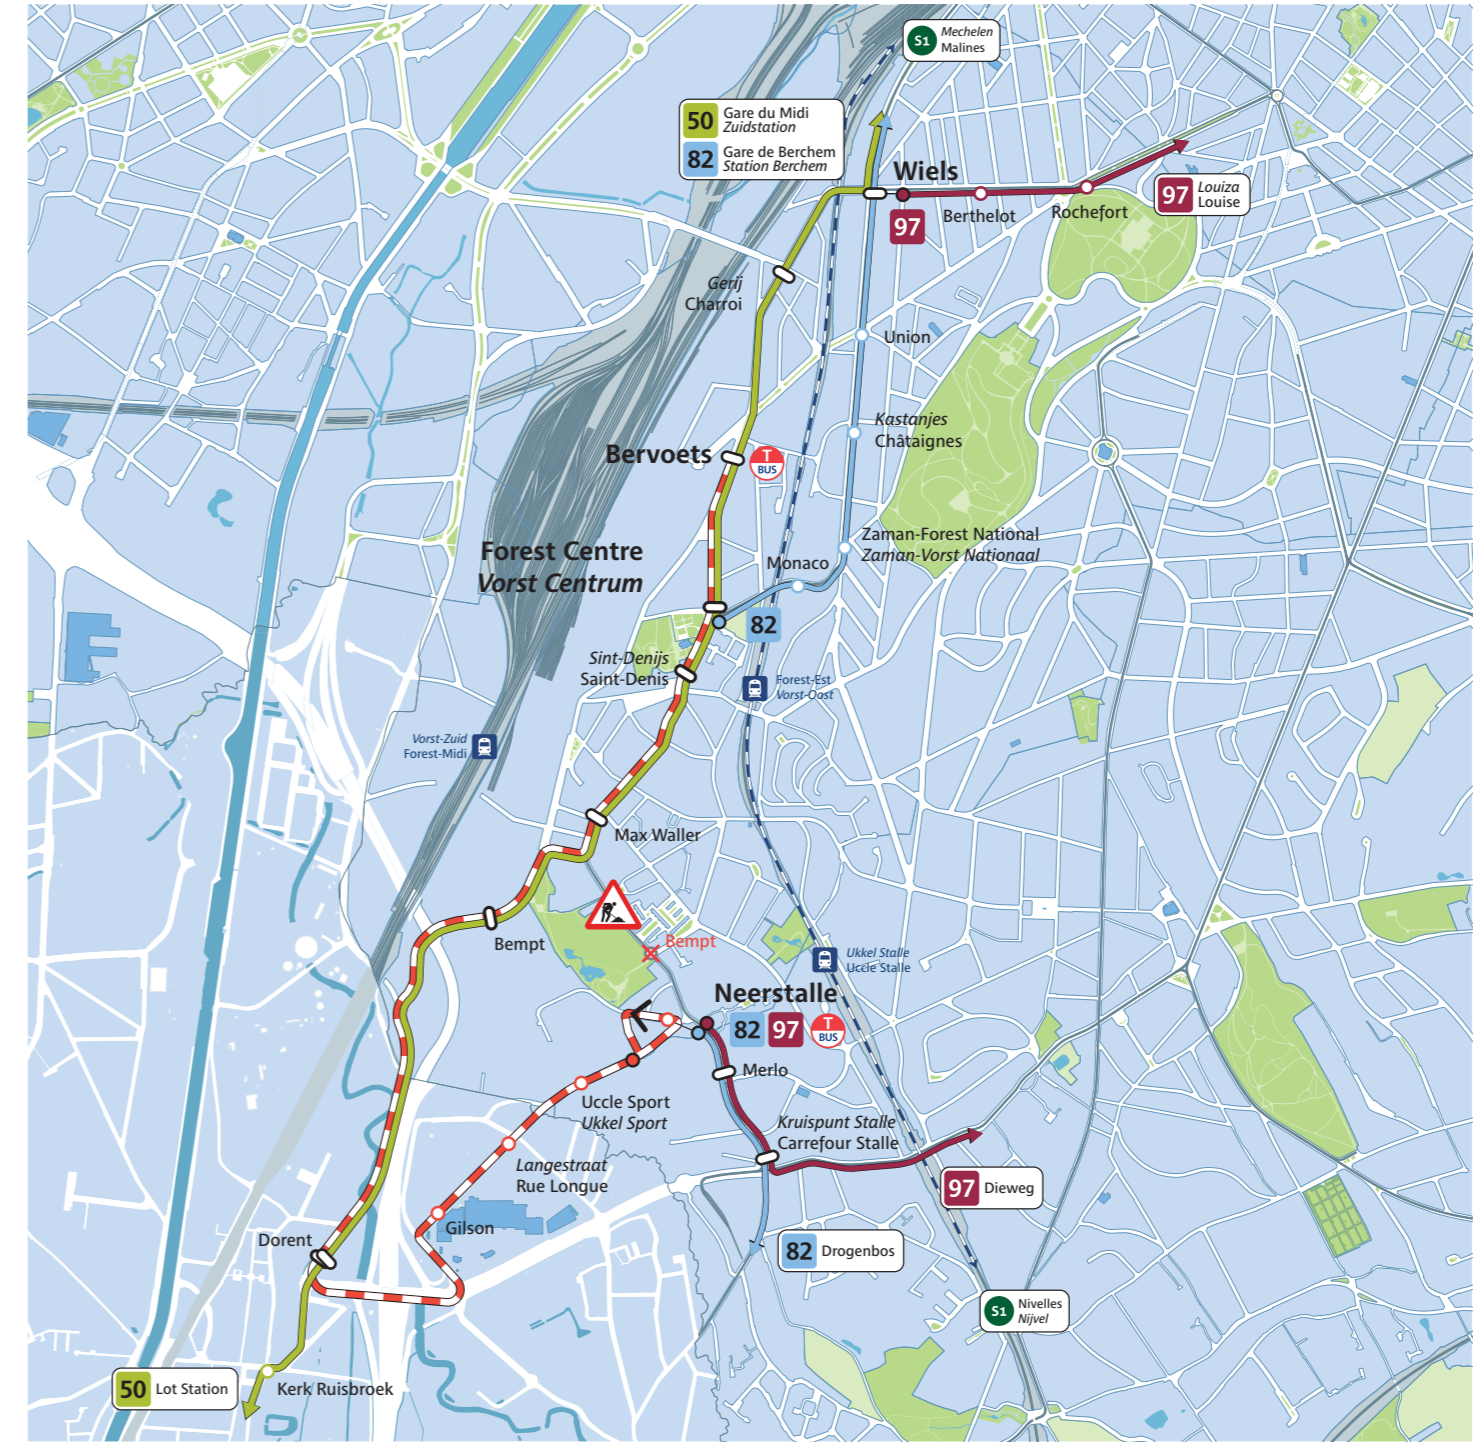 S1
Mechelen
Malines
50
Gare du Midi
Zuidstation
82
Gare de Berchem
Station Berchem
Wiels
97
Berthelot
Rochefort
97
Louiza
Louise
Gerij
Charroi
Union
Kastanjes
Châtaignes
Bervoets
T
BUS
Forest Centre
Vorst Centrum
Zaman-Forest National
Zaman-Vorst Nationaal
Monaco
82
Sint-Denijs
Saint-Denis
Forest-Est
Vorst-Oost
Vorst-Zuid
Forest-Midi
Max Waller
Bempt
Bempt
Ukkel Stalle
Uccle Stalle
Neerstalle
82
97
T
BUS
Merlo
Uccle Sport
Ukkel Sport
Kruispunt Stalle
Carrefour Stalle
Langestraat
Rue Longue
97
Dieweg
Gilson
Dorent
82
Drogenbos
S1
Nivelles
Nijvel
50
Lot Station
Kerk Ruisbroek